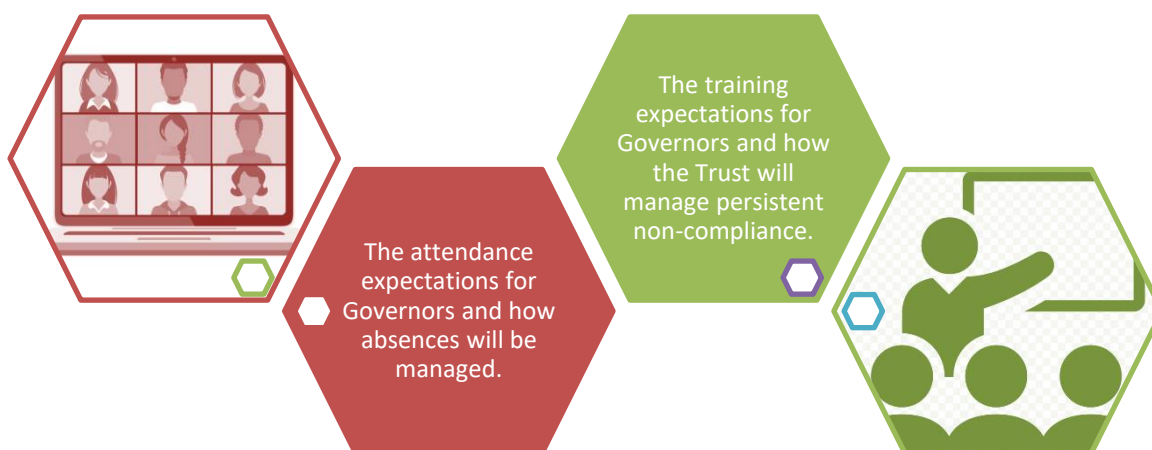 The attendance
expectations for
Governors and how
absences will be
managed.
The training
expectations for
Governors and how
the Trust will
manage persistent
non-compliance.